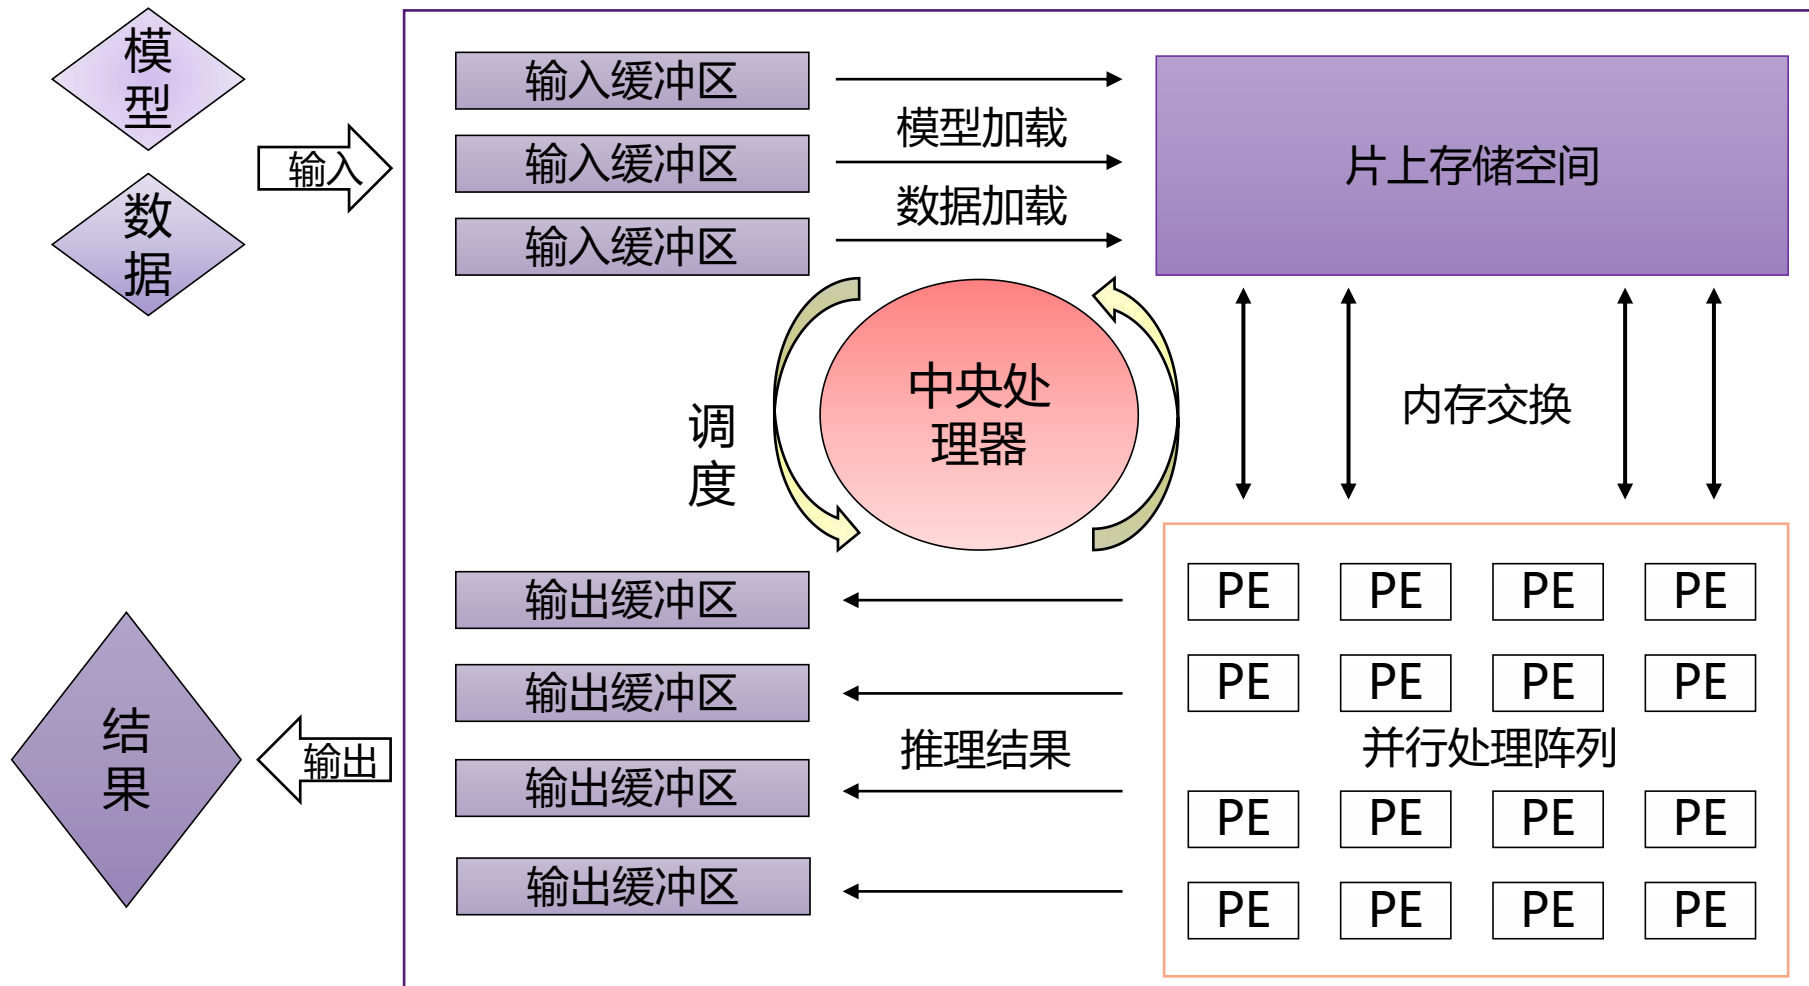 模
型
数
据
输入
输入缓冲区
输入缓冲区
输入缓冲区
模型加载
数据加载
片上存储空间
调
度
中央处
理器
内存交换
输出缓冲区
输出缓冲区
输出缓冲区
输出缓冲区
推理结果
PE PE PE PE
PE PE PE PE
并行处理阵列
PE PE PE PE
PE PE PE PE
输出
结
果